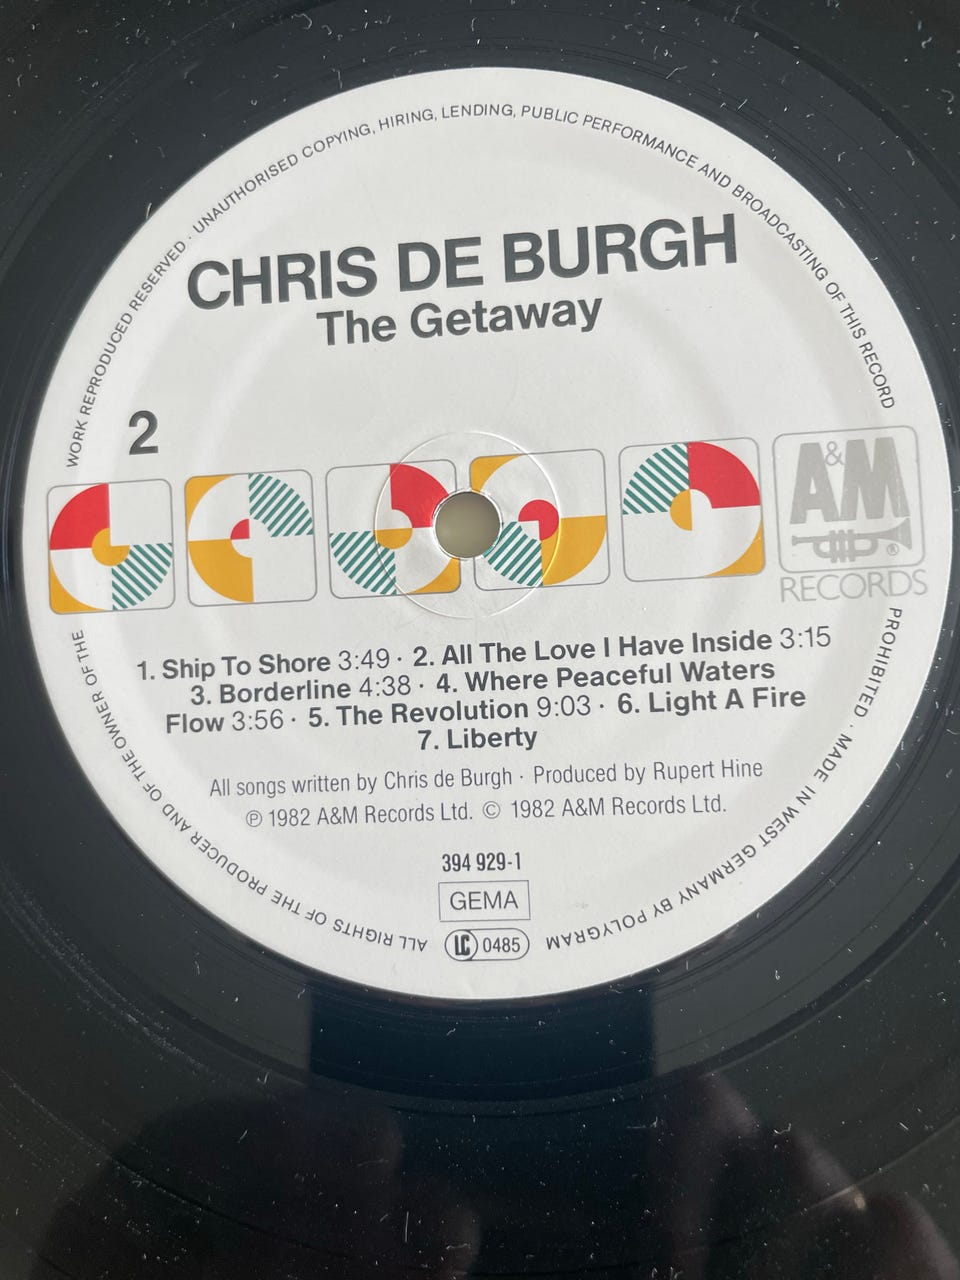 WORK REPRODUCED RESERVED · UNAUTHORISED COPYING, HIRING, LENDING, PUBLIC PERFORMANCE AND BROADCASTING OF THIS RECORD
CHRIS DE BURGH
The Getaway
2
A&M
®
RECORDS
1. Ship To Shore 3:49 · 2. All The Love I Have Inside 3:15
3. Borderline 4:38 · 4. Where Peaceful Waters
Flow 3:56 · 5. The Revolution 9:03 · 6. Light A Fire
7. Liberty
All songs written by Chris de Burgh · Produced by Rupert Hine
℗ 1982 A&M Records Ltd. © 1982 A&M Records Ltd.
394 929-1
GEMA
LC 0485
PROHIBITED . MADE IN WEST GERMANY BY POLYGRAM
ALL RIGHTS OF THE PRODUCER AND OF THE OWNER OF THE